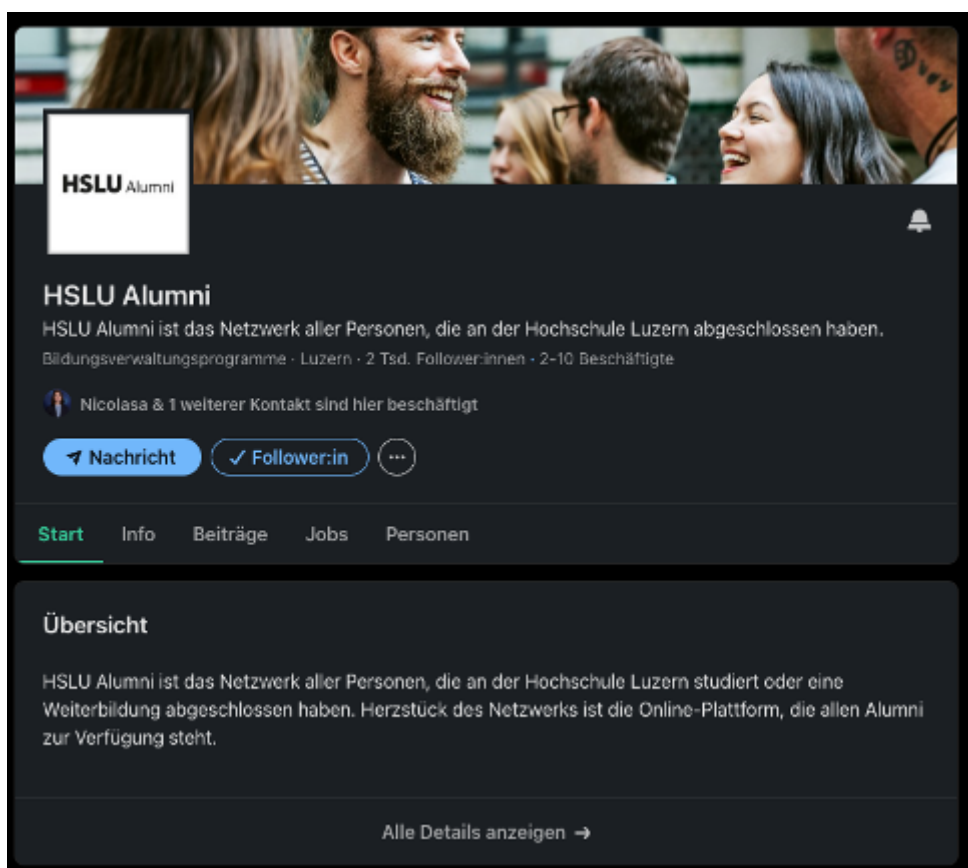 HSLU Alumni
HSLU Alumni
HSLU Alumni ist das Netzwerk aller Personen, die an der Hochschule Luzern abgeschlossen haben.
Bildungsverwaltungsprogramme · Luzern · 2 Tsd. Follower:innen · 2-10 Beschäftigte
Nicolasa & 1 weiterer Kontakt sind hier beschäftigt
Nachricht
Follower:in
Start Info Beiträge Jobs Personen
Übersicht
HSLU Alumni ist das Netzwerk aller Personen, die an der Hochschule Luzern studiert oder eine
Weiterbildung abgeschlossen haben. Herzstück des Netzwerks ist die Online-Plattform, die allen Alumni
zur Verfügung steht.
Alle Details anzeigen →